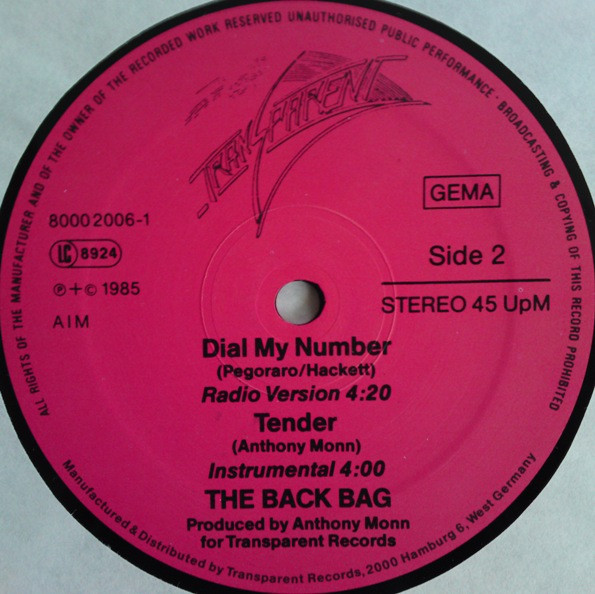 ALL RIGHTS OF THE MANUFACTURER AND OF THE OWNER OF THE RECORDED WORK RESERVED UNAUTHORISED PUBLIC PERFORMANCE · BROADCASTING & COPYING OF THIS RECORD PROHIBITED
TRANSPARENT
GEMA
8000 2006-1
LC 8924
Side 2
℗+© 1985
STEREO 45 UpM
AIM
Dial My Number
(Pegoraro/Hackett)
Radio Version 4:20
Tender
(Anthony Monn)
Instrumental 4:00
THE BACK BAG
Produced by Anthony Monn
for Transparent Records
Manufactured & Distributed by Transparent Records, 2000 Hamburg 6, West Germany